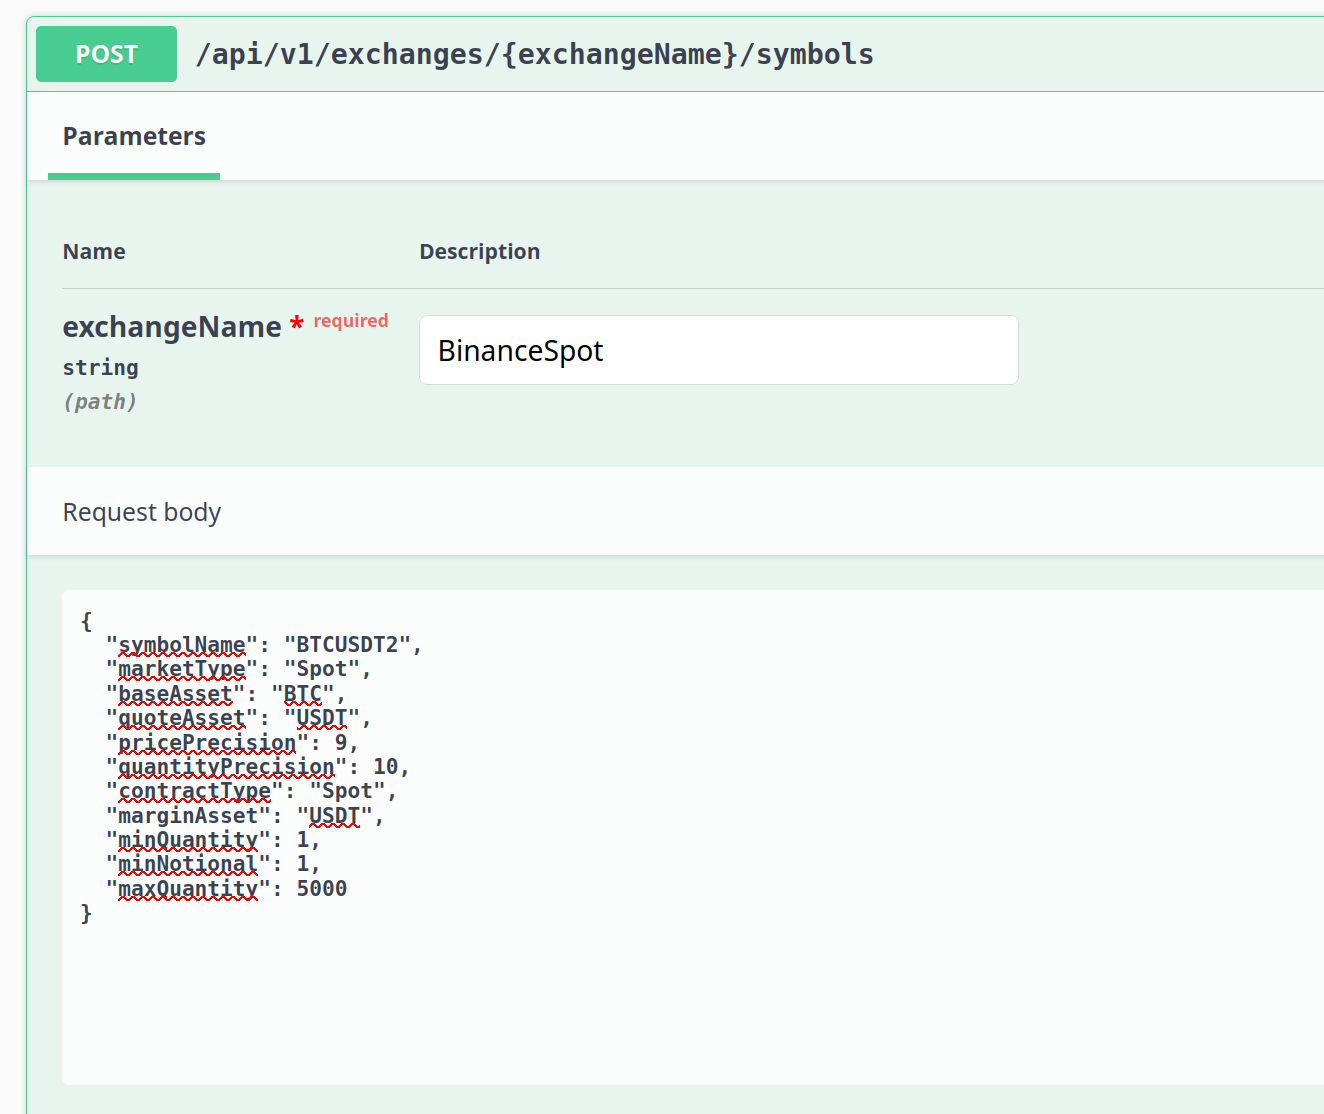 POST /api/v1/exchanges/{exchangeName}/symbols
Parameters
Name Description
exchangeName * required
string
(path)
BinanceSpot
Request body
{
  "symbolName": "BTCUSDT2",
  "marketType": "Spot",
  "baseAsset": "BTC",
  "quoteAsset": "USDT",
  "pricePrecision": 9,
  "quantityPrecision": 10,
  "contractType": "Spot",
  "marginAsset": "USDT",
  "minQuantity": 1,
  "minNotional": 1,
  "maxQuantity": 5000
}